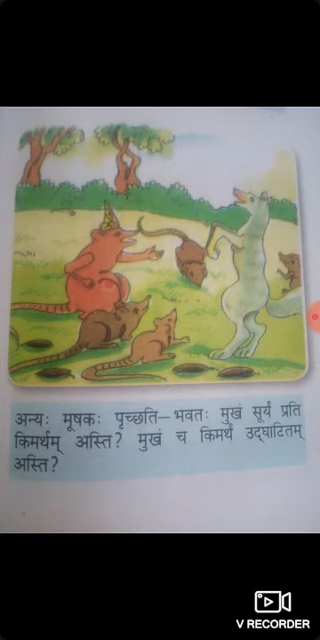 अन्यः मूषकः पृच्छति– भवतः मुखं सूर्यं प्रति
किमर्थम् अस्ति? मुखं च किमर्थं उद्घाटितम्
अस्ति?
V RECORDER